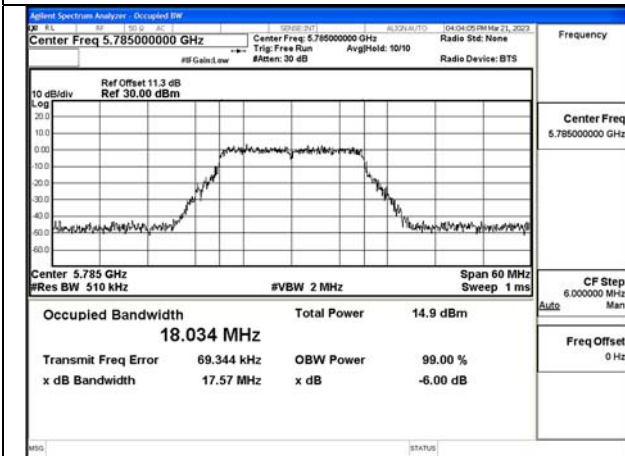 Agilent Spectrum Analyzer - Occupied BW
RL RF 50 Ω AC SENSE:INT ALIGN AUTO 04:04:05 PM Mar 21, 2023
Center Freq 5.785000000 GHz
Center Freq: 5.785000000 GHz
Radio Std: None
Trig: Free Run Avg|Hold: 10/10
#IFGain:Low #Atten: 30 dB Radio Device: BTS
Frequency
Ref Offset 11.3 dB
10 dB/div Ref 30.00 dBm
Log
20.0
10.0
0.00
-10.0
-20.0
-30.0
-40.0
-50.0
-60.0
Center Freq
5.785000000 GHz
Center 5.785 GHz Span 60 MHz
#Res BW 510 kHz #VBW 2 MHz Sweep 1 ms
CF Step
6.000000 MHz
Auto Man
Occupied Bandwidth Total Power 14.9 dBm
18.034 MHz
Freq Offset
0 Hz
Transmit Freq Error 69.344 kHz OBW Power 99.00 %
x dB Bandwidth 17.57 MHz x dB -6.00 dB
MSG STATUS